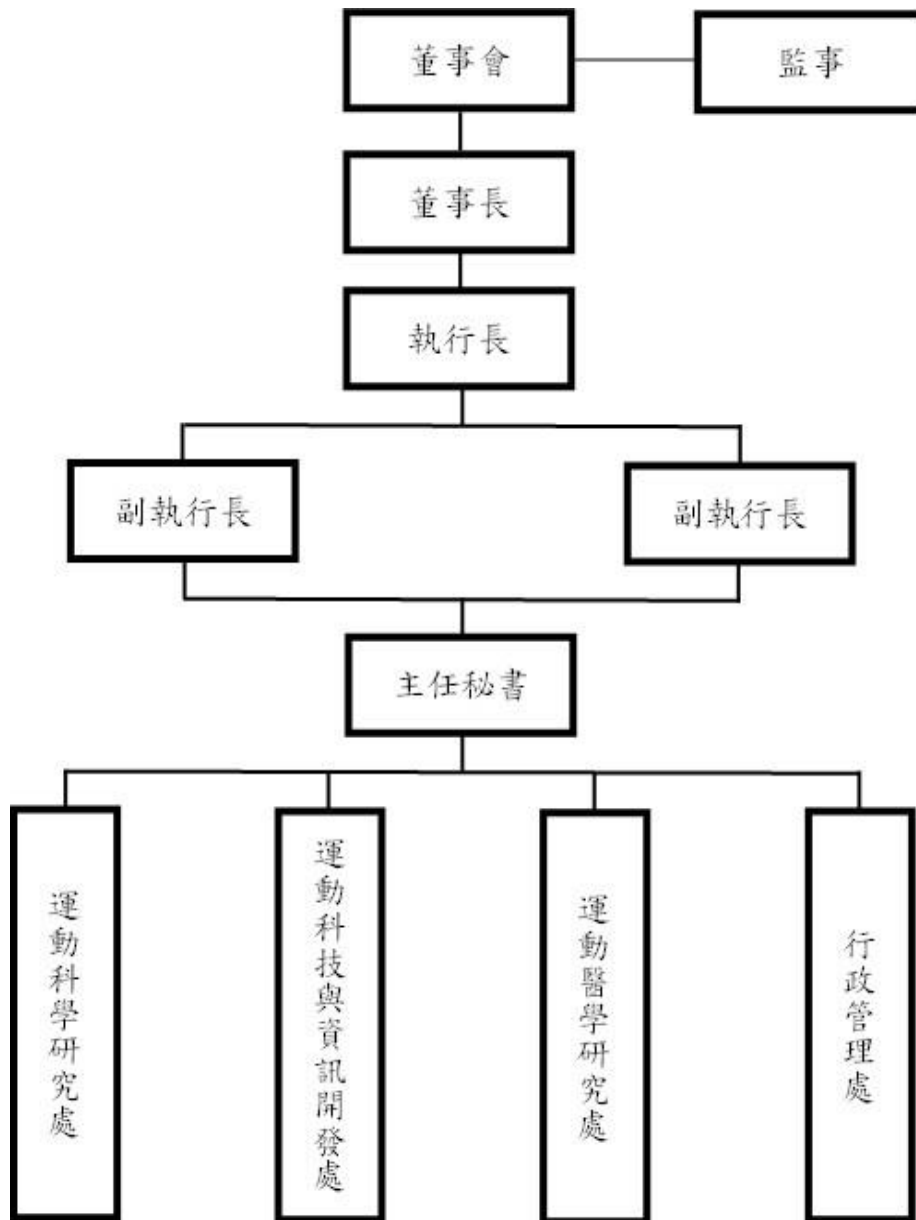 董事會
監事
董事長
執行長
副執行長
副執行長
主任秘書
運動科學研究處
運動科技與資訊開發處
運動醫學研究處
行政管理處